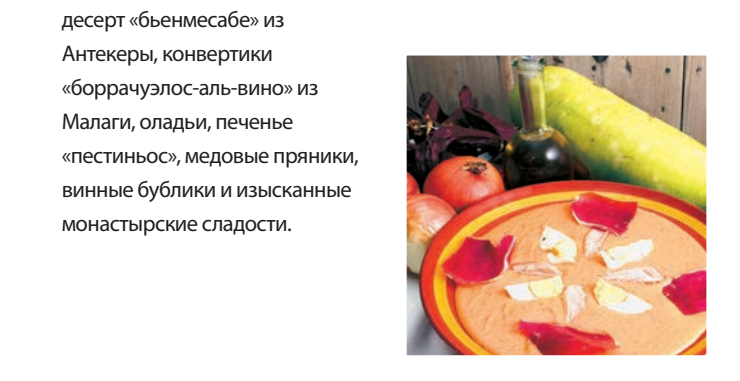 десерт «бьенмесабе» из
Антекеры, конвертики
«боррачуэлос-аль-вино» из
Малаги, оладьи, печенье
«пестиньос», медовые пряники,
винные бублики и изысканные
монастырские сладости.